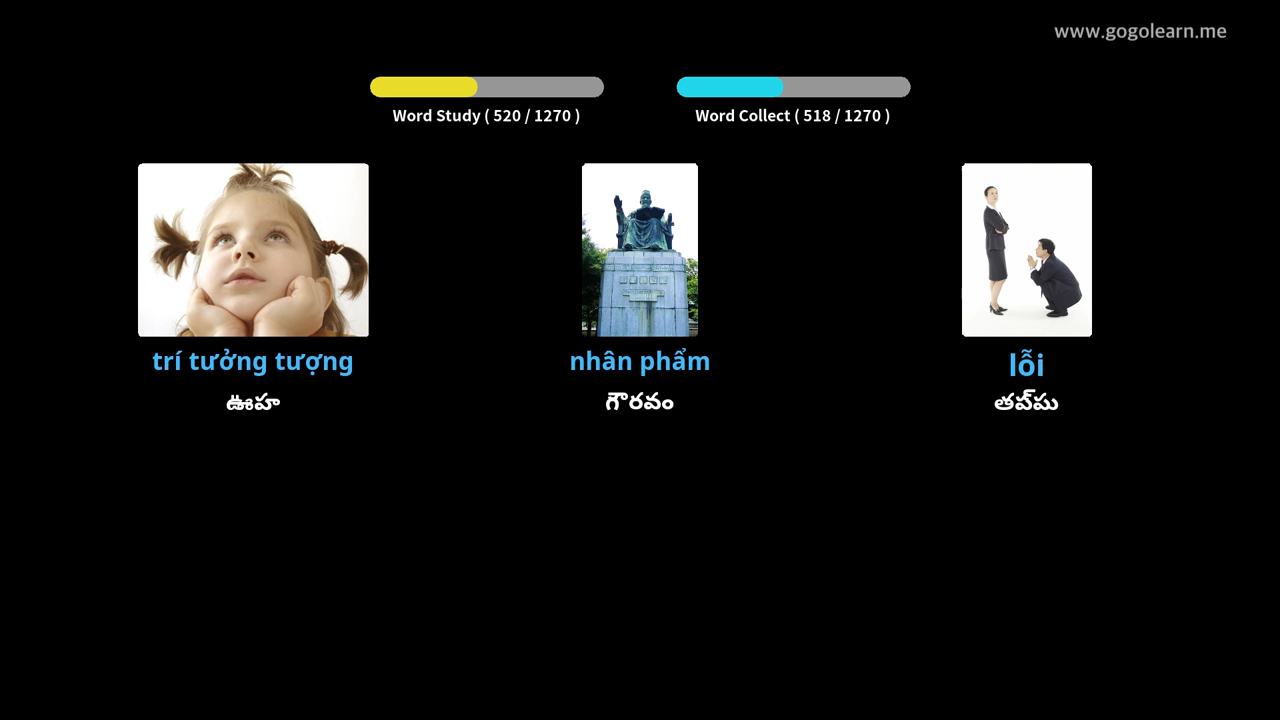 www.gogolearn.me
Word Study ( 520 / 1270 )
Word Collect ( 518 / 1270 )
trí tưởng tượng
nhân phẩm
lỗi
ఊహ
గౌరవం
తప్పు